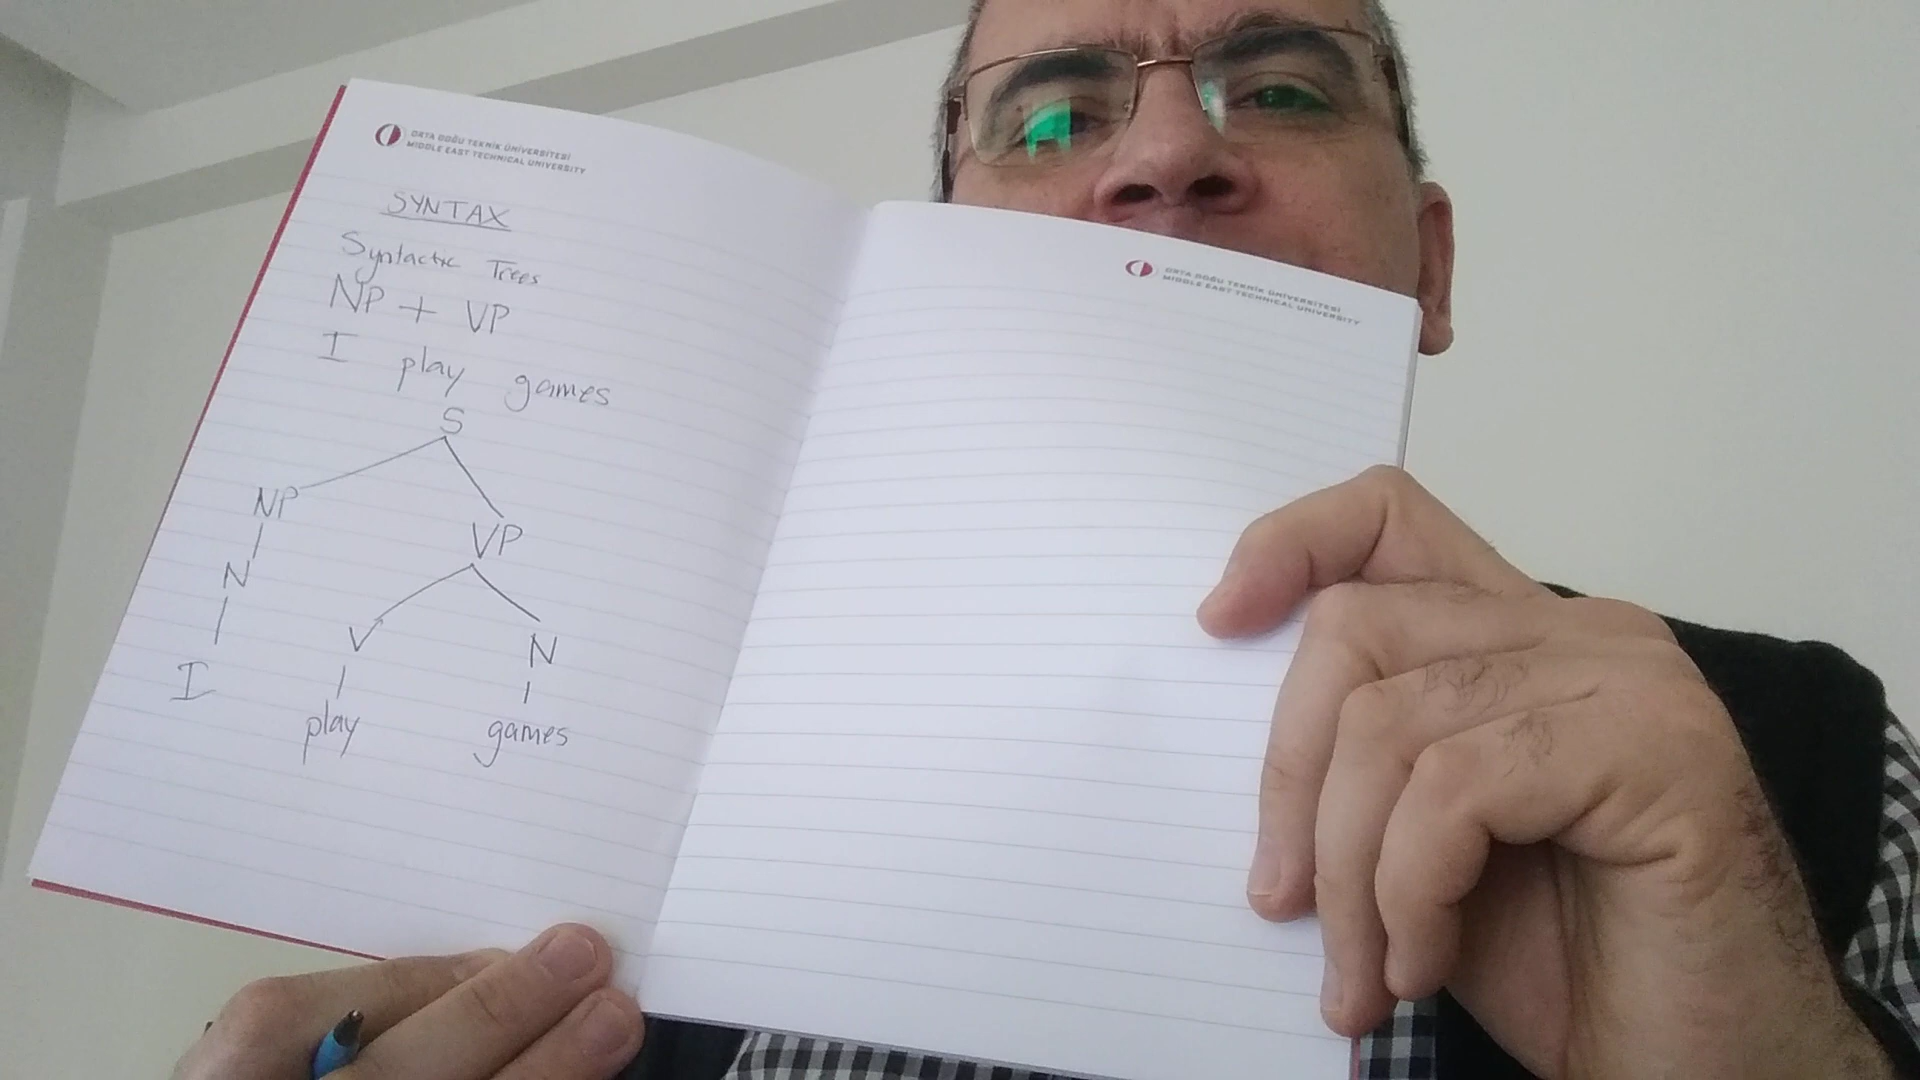 ORTA DOĞU TEKNİK ÜNİVERSİTESİ
MIDDLE EAST TECHNICAL UNIVERSITY
SYNTAX
Syntactic Trees
NP + VP
I play games
S
NP VP
N
V N
I
play games
ORTA DOĞU TEKNİK ÜNİVERSİTESİ
MIDDLE EAST TECHNICAL UNIVERSITY